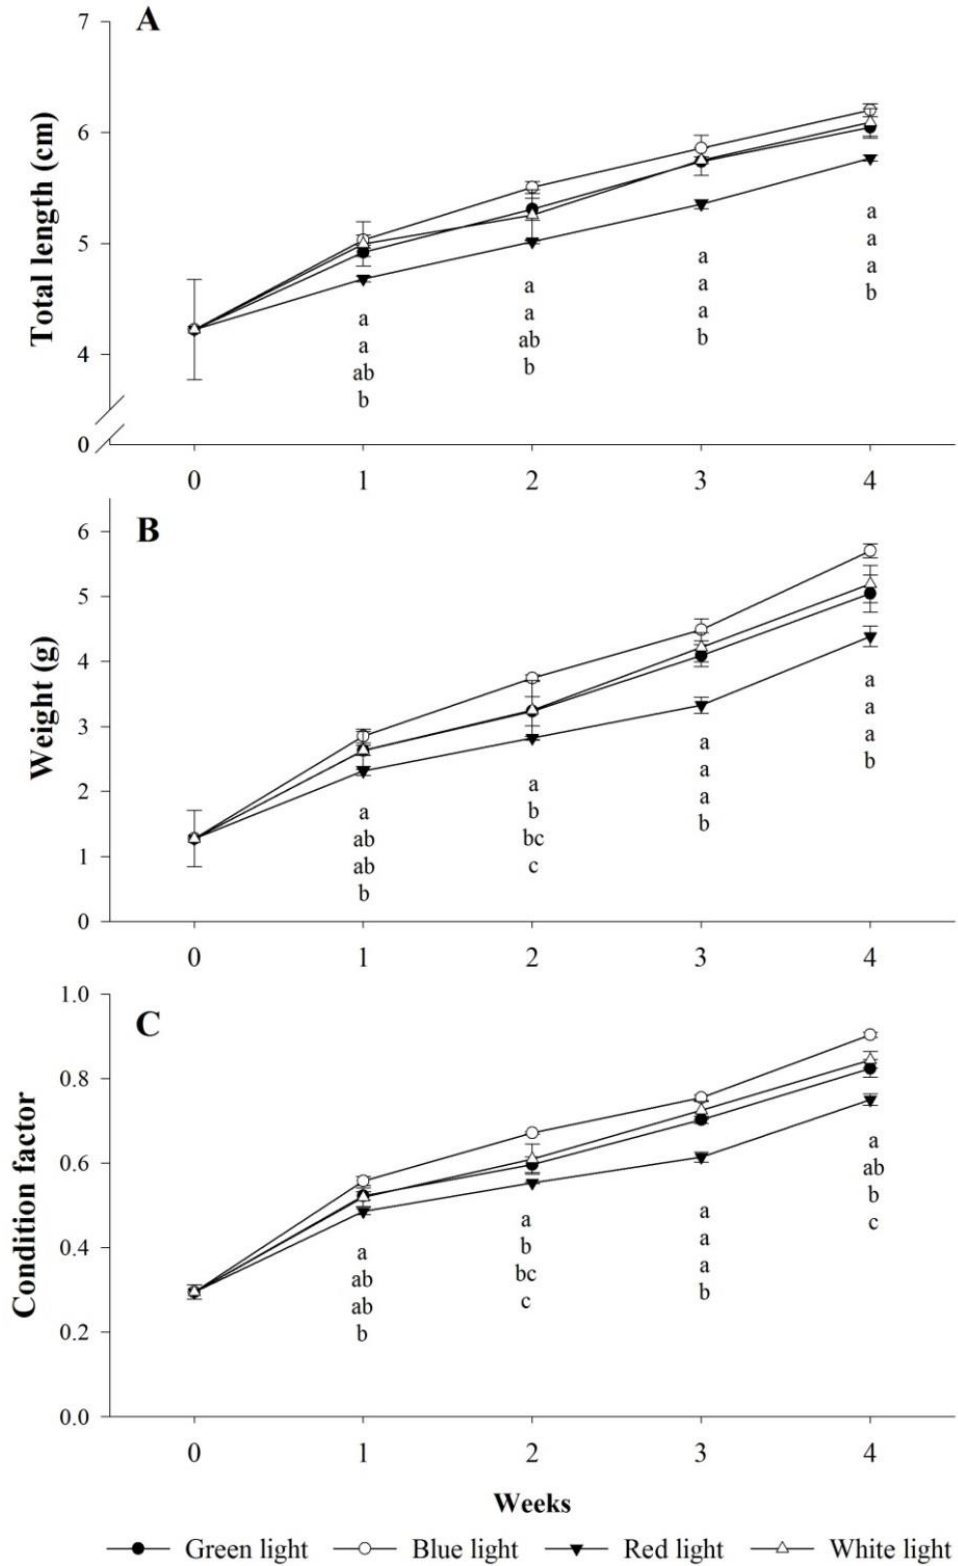 A
7
6
5
4
0
Total length (cm)
a
a
ab
b
a
a
ab
b
a
a
a
b
a
a
a
b
0 1 2 3 4
B
6
5
4
3
2
1
0
Weight (g)
a
ab
ab
b
a
b
bc
c
a
a
a
b
a
a
a
b
0 1 2 3 4
C
1.0
0.8
0.6
0.4
0.2
0.0
Condition factor
a
ab
ab
b
a
b
bc
c
a
a
a
b
a
ab
b
c
0 1 2 3 4
Weeks
Green light Blue light Red light White light